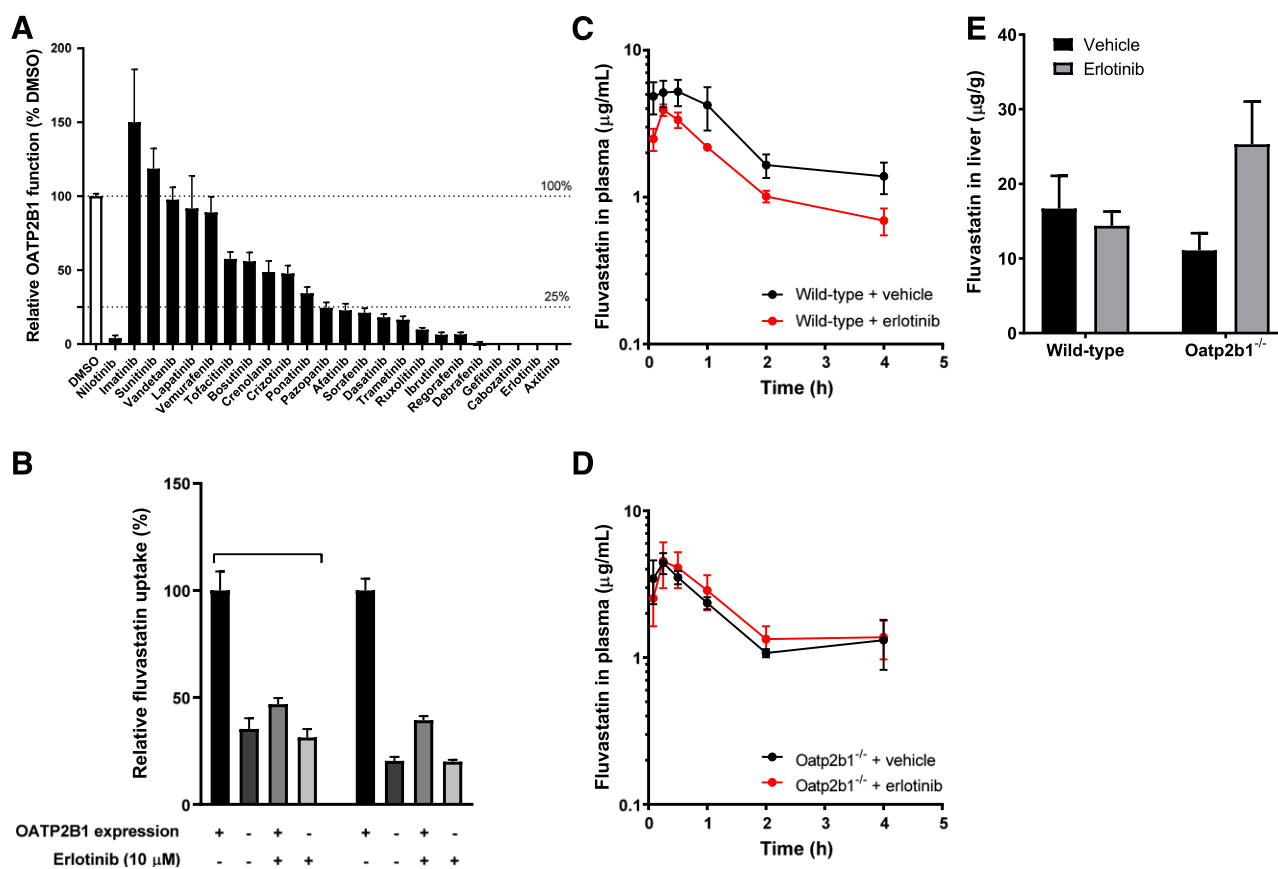 A
Relative OATP2B1 function (% DMSO)
200
150
100
50
0
100%
25%
DMSO
Nilotinib
Imatinib
Sunitinib
Vandetanib
Lapatinib
Vemurafenib
Tofacitinib
Bosutinib
Crenolanib
Crizotinib
Ponatinib
Pazopanib
Afatinib
Sorafenib
Dasatinib
Trametinib
Ruxolitinib
Ibrutinib
Regorafenib
Debrafenib
Gefitinib
Cabozatinib
Erlotinib
Axitinib
B
Relative fluvastatin uptake (%)
150
100
50
0
OATP2B1 expression + - + - + - + -
Erlotinib (10 μM) - - + + - - + +
C
Fluvastatin in plasma (μg/mL)
10
1
0.1
Wild-type + vehicle
Wild-type + erlotinib
0 1 2 3 4 5
Time (h)
D
Fluvastatin in plasma (μg/mL)
10
1
0.1
Oatp2b1-/- + vehicle
Oatp2b1-/- + erlotinib
0 1 2 3 4 5
Time (h)
E
Fluvastatin in liver (μg/g)
40
30
20
10
0
Vehicle
Erlotinib
Wild-type Oatp2b1-/-